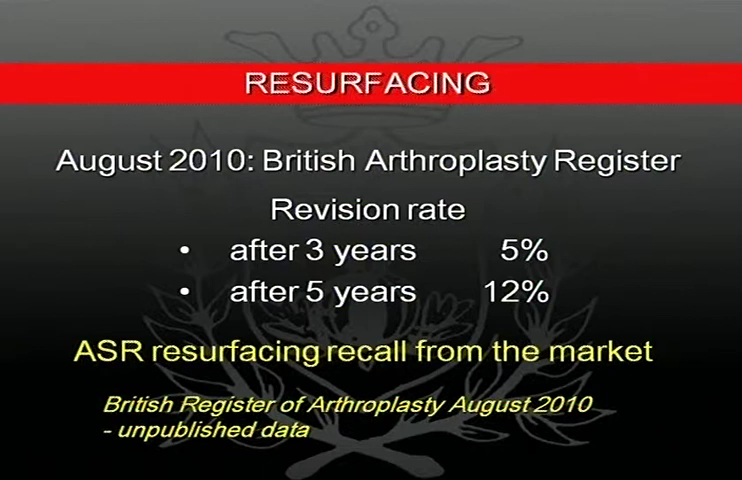 RESURFACING
August 2010: British Arthroplasty Register
Revision rate
• after 3 years 5%
• after 5 years 12%
ASR resurfacing recall from the market
British Register of Arthroplasty August 2010
- unpublished data